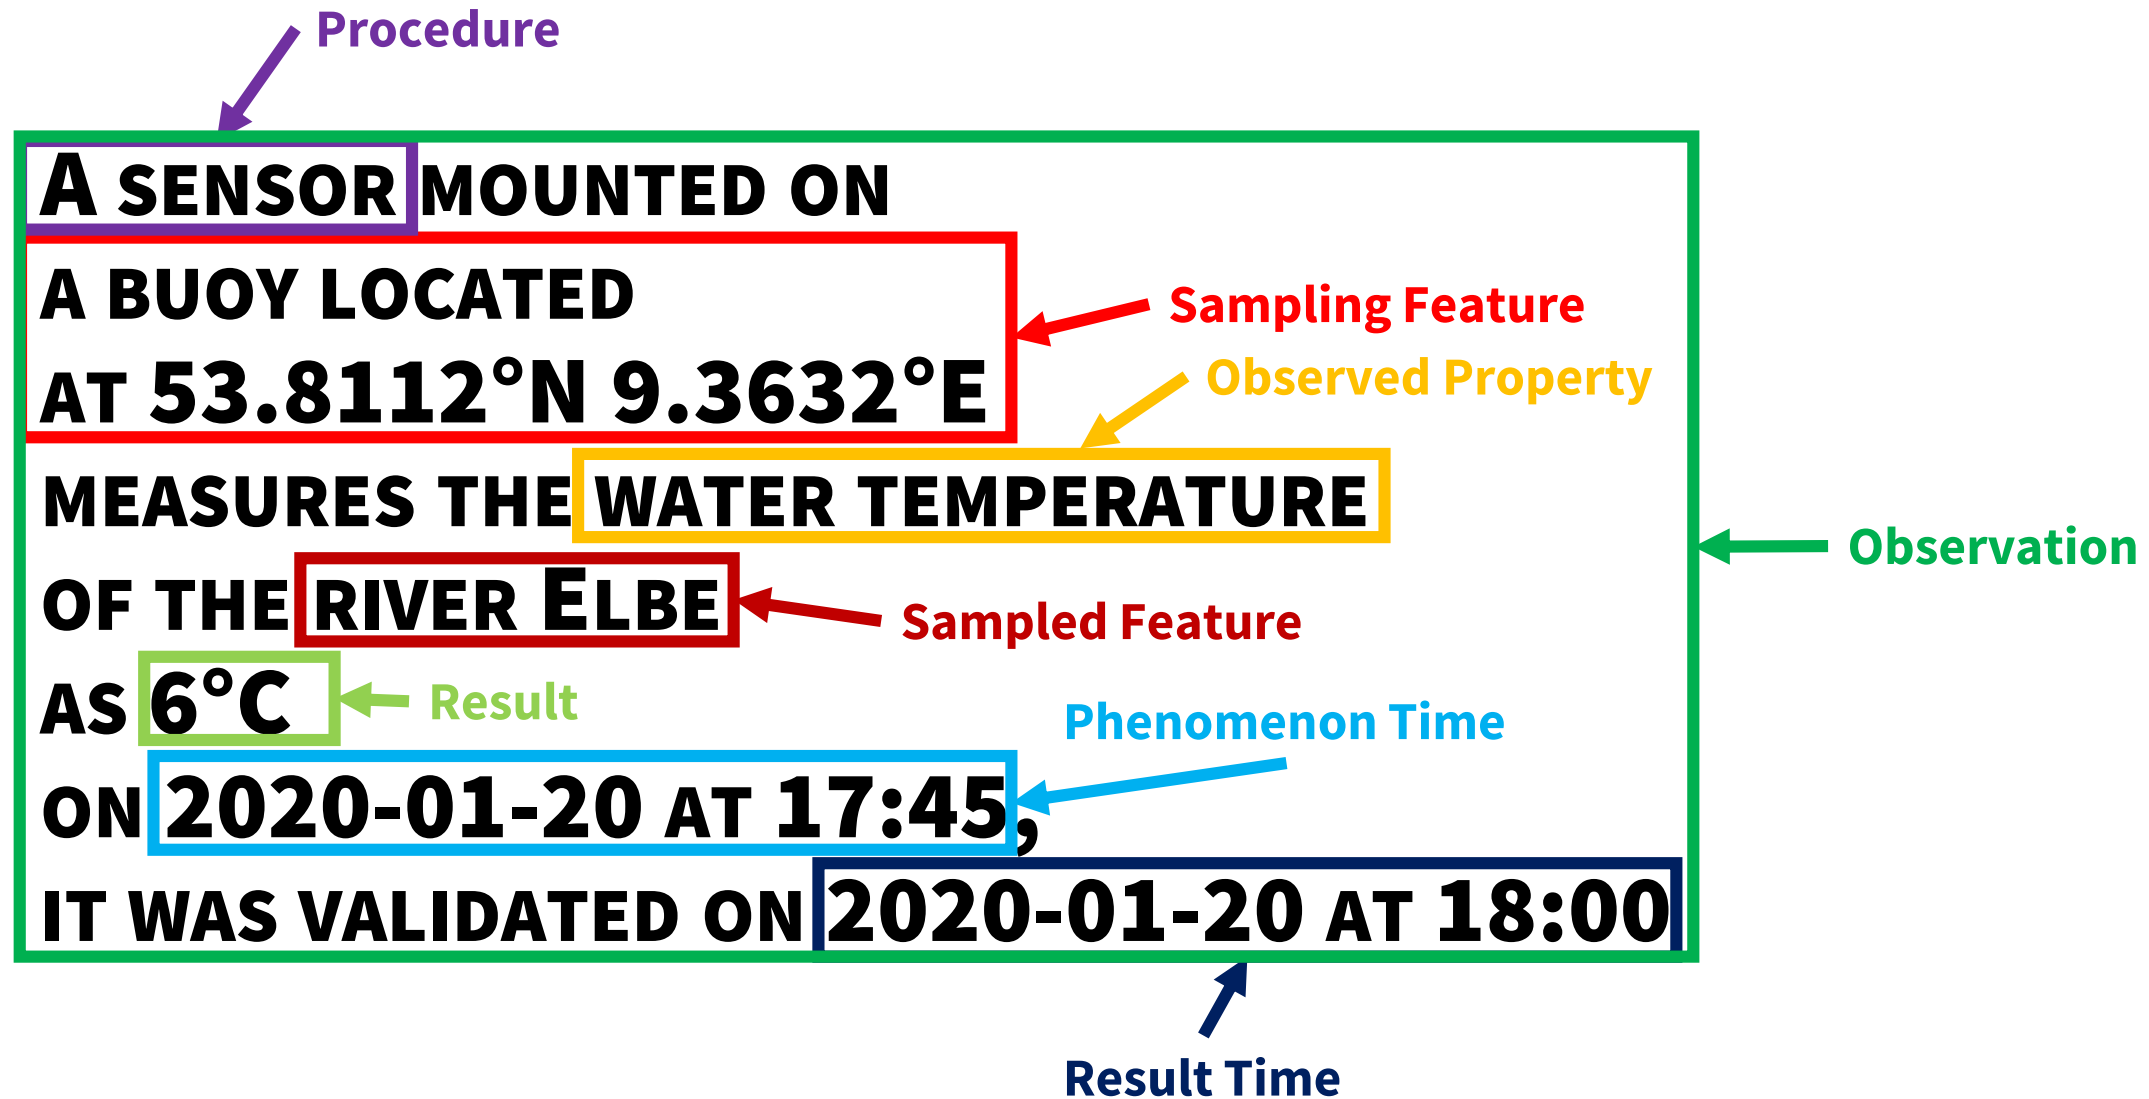 Procedure
A SENSOR MOUNTED ON
A BUOY LOCATED
Sampling Feature
AT 53.8112°N 9.3632°E
Observed Property
MEASURES THE WATER TEMPERATURE
Observation
OF THE RIVER ELBE
Sampled Feature
AS 6°C
Result
Phenomenon Time
ON 2020-01-20 AT 17:45,
IT WAS VALIDATED ON 2020-01-20 AT 18:00
Result Time